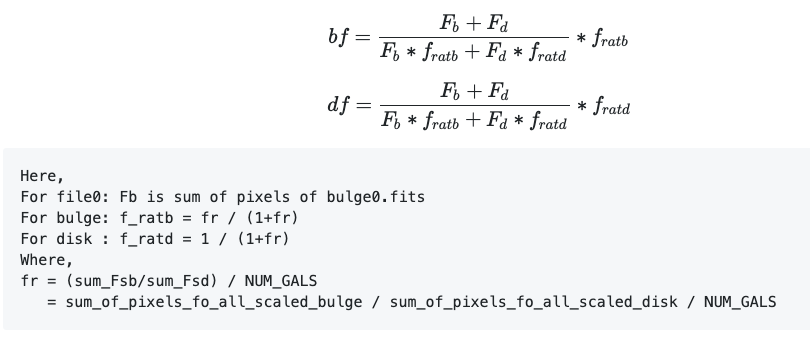 bf = \frac{F_b + F_d}{F_b * f_{ratb} + F_d * f_{ratd}} * f_{ratb}
df = \frac{F_b + F_d}{F_b * f_{ratb} + F_d * f_{ratd}} * f_{ratd}
Here,
For file0: Fb is sum of pixels of bulge0.fits
For bulge: f_ratb = fr / (1+fr)
For disk : f_ratd = 1 / (1+fr)
Where,
fr = (sum_Fsb/sum_Fsd) / NUM_GALS
   = sum_of_pixels_fo_all_scaled_bulge / sum_of_pixels_fo_all_scaled_disk / NUM_GALS